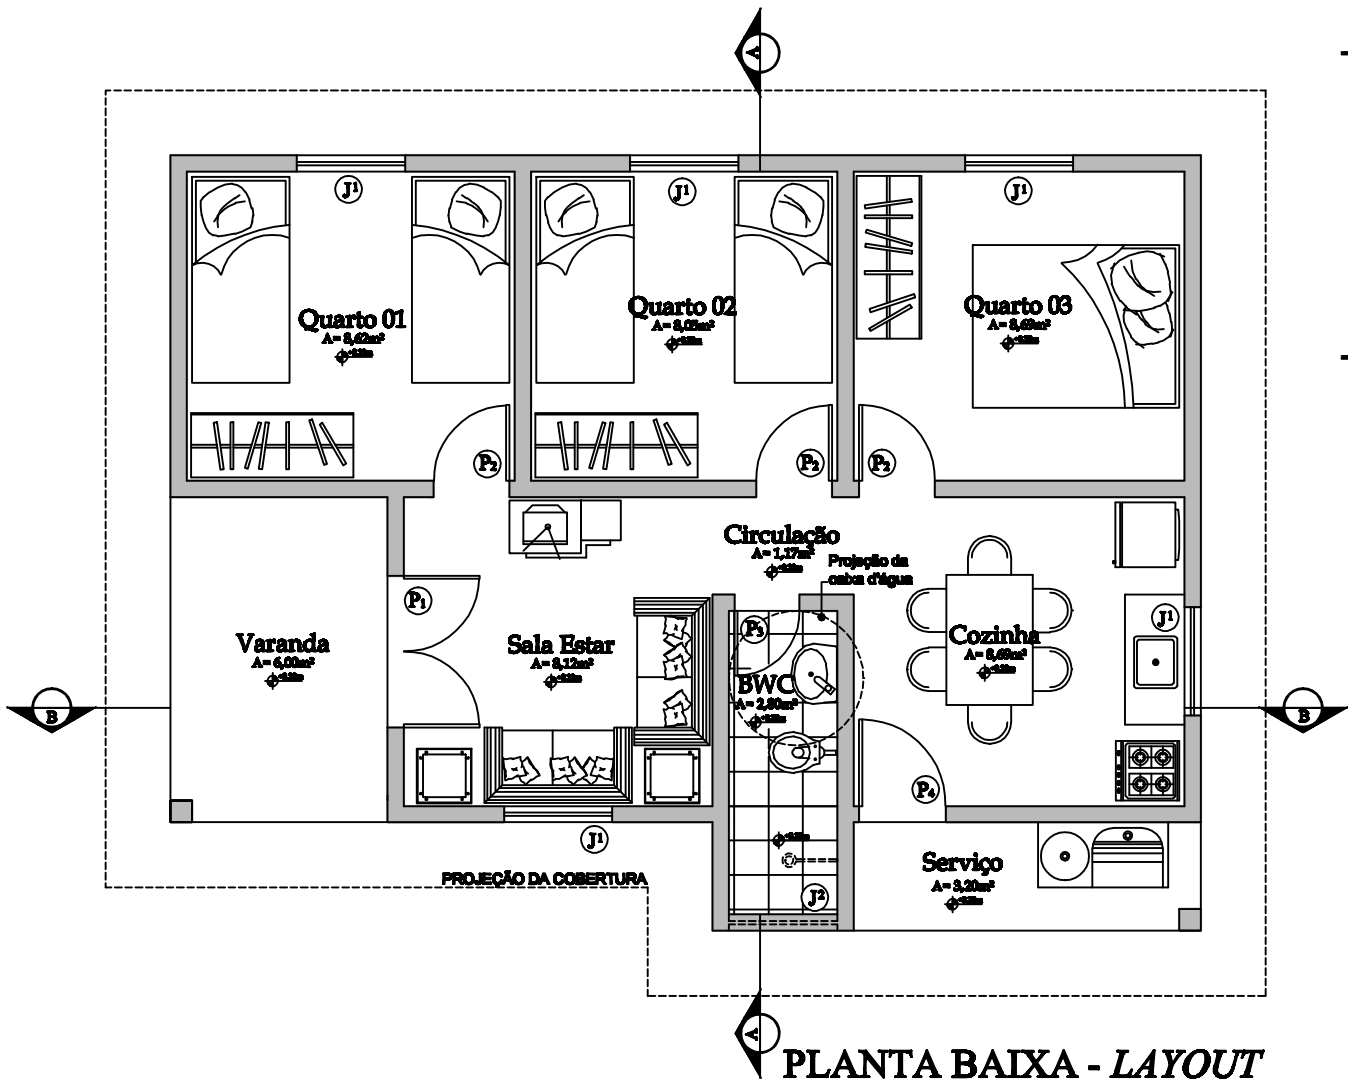 A
J¹
J¹
J¹
Quarto 01
A= 8,62m²
Quarto 02
A= 8,05m²
Quarto 03
A= 8,69m²
P₂
P₂
P₂
Circulação
A= 1,17m²
Projeção da
caixa d'água
P₁
P₃
J¹
Varanda
A= 6,00m²
Sala Estar
A= 8,12m²
Cozinha
A= 8,69m²
BWC
A= 2,80m²
B
B
P₄
J¹
Serviço
A= 3,20m²
PROJEÇÃO DA COBERTURA
J²
A
PLANTA BAIXA - LAYOUT